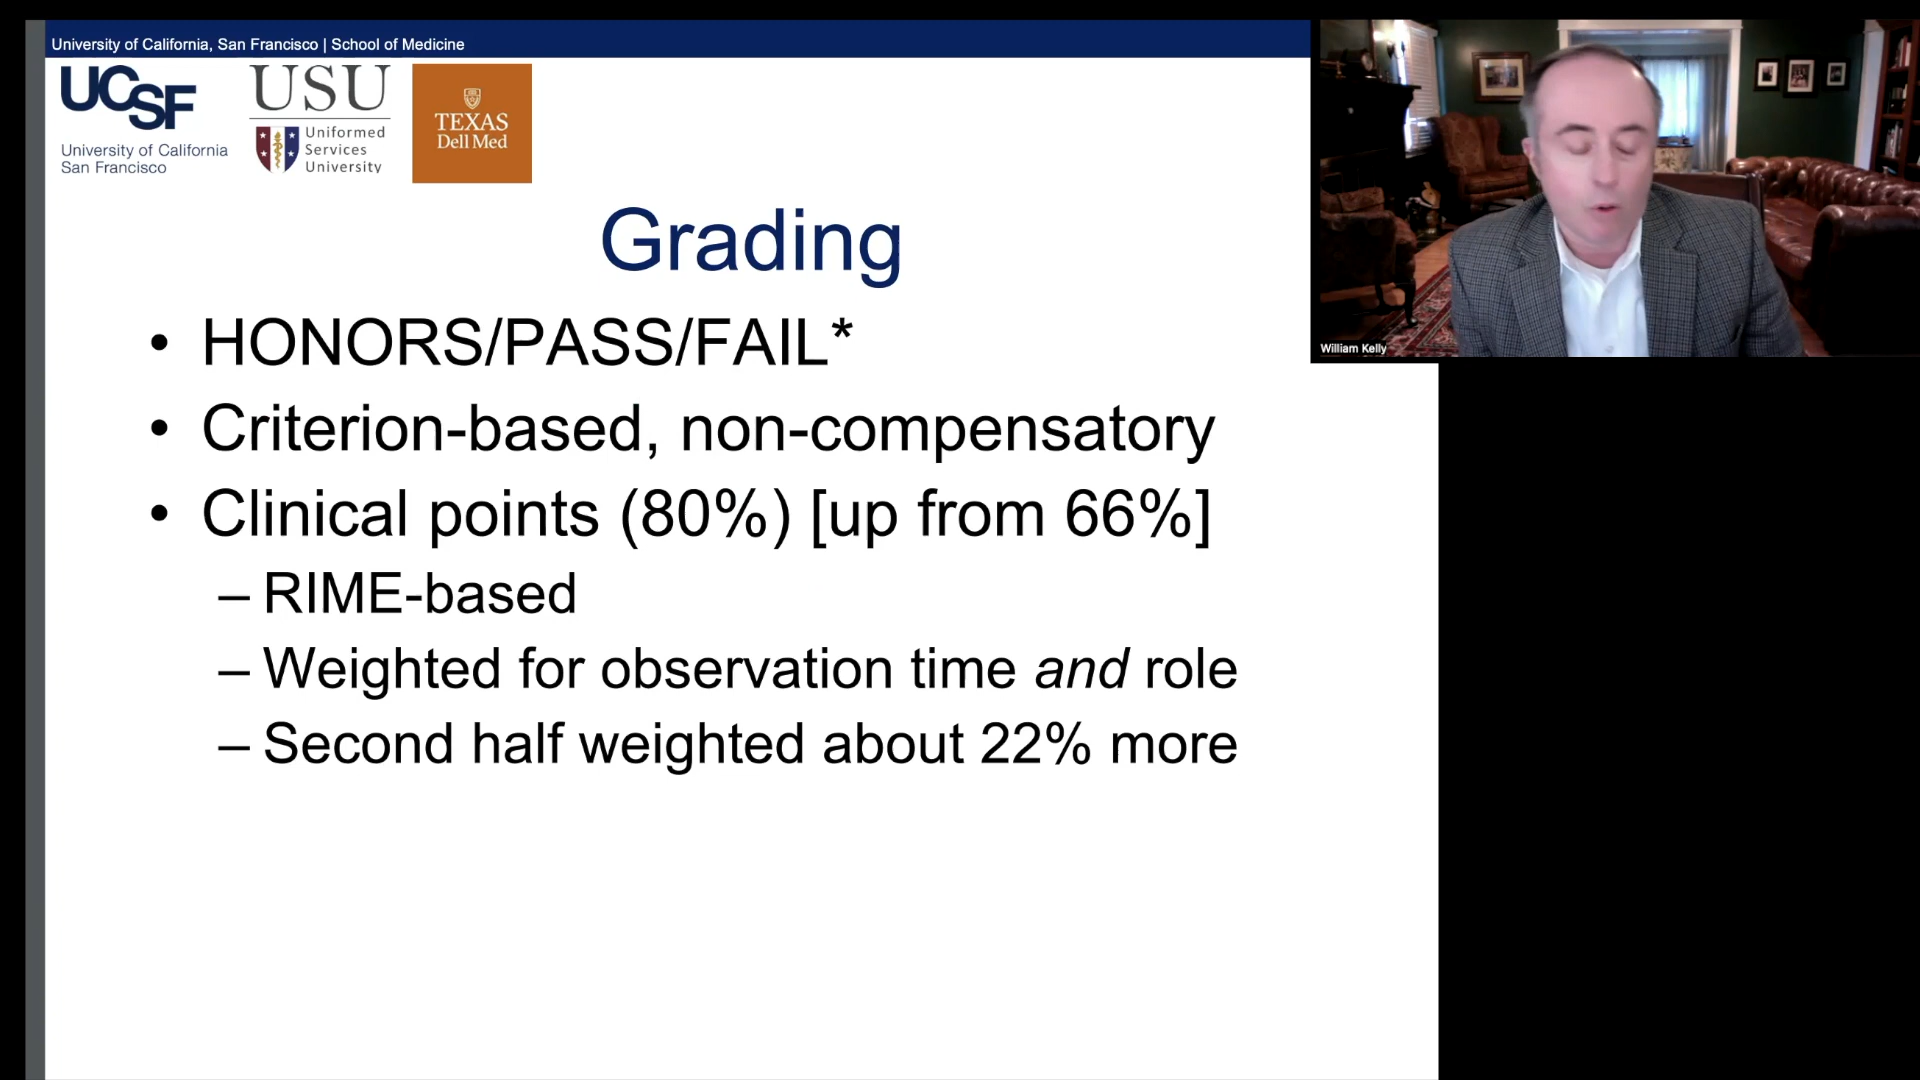 University of California, San Francisco | School of Medicine
UCSF
University of California
San Francisco
USU
Uniformed
Services
University
TEXAS
Dell Med
Grading
• HONORS/PASS/FAIL*
• Criterion-based, non-compensatory
• Clinical points (80%) [up from 66%]
– RIME-based
– Weighted for observation time and role
– Second half weighted about 22% more
William Kelly